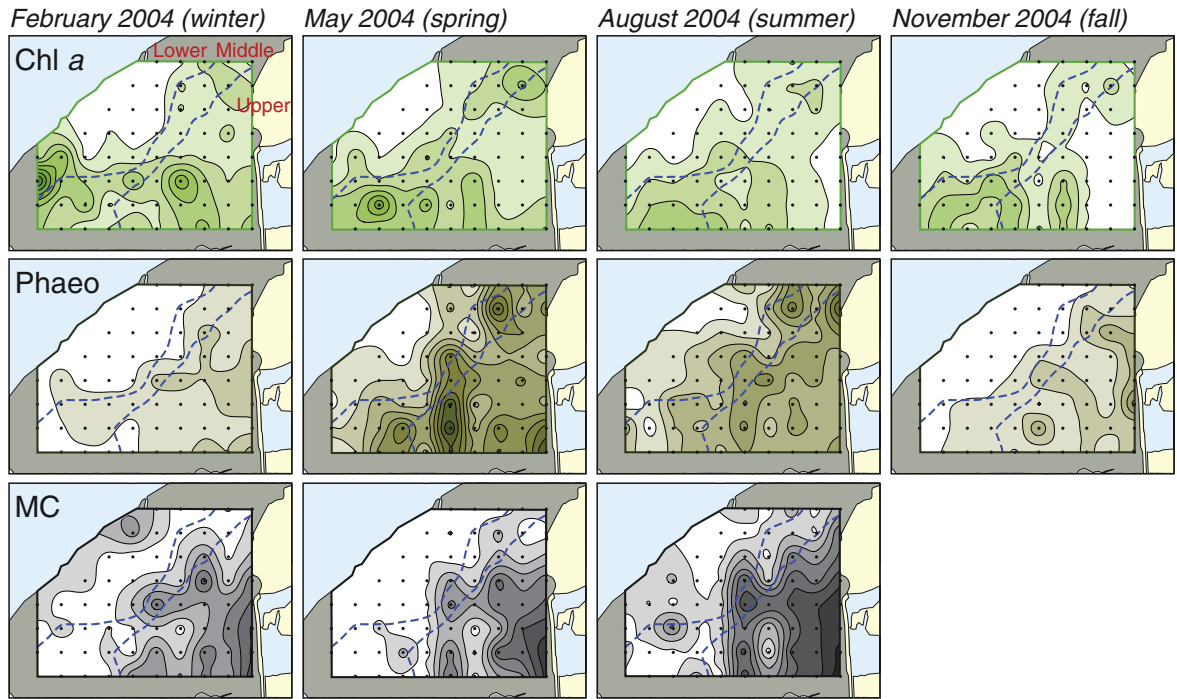 February 2004 (winter) May 2004 (spring) August 2004 (summer) November 2004 (fall)
Chl a
Lower Middle
Upper
Phaeo
MC